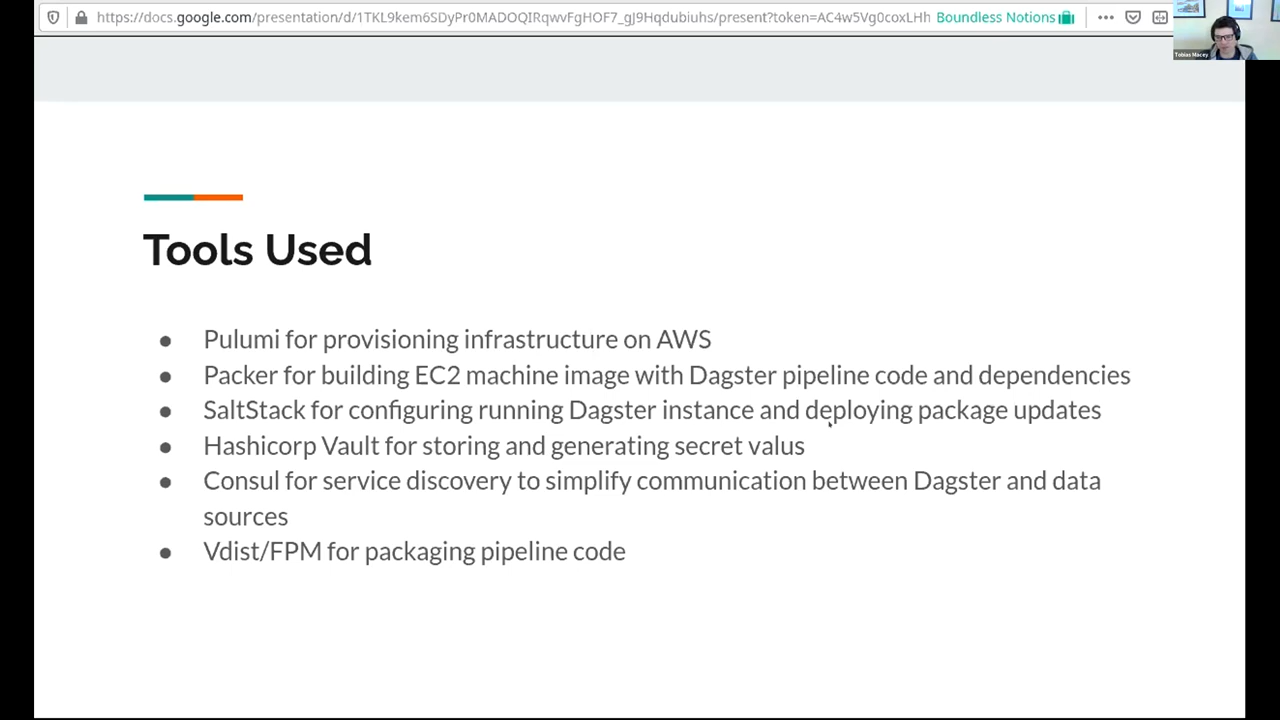 https://docs.google.com/presentation/d/1TKL9kem6SDyPr0MADOQIRqwvFgHOF7_gJ9Hqdubiuhs/present?token=AC4w5Vg0coxLHh
Boundless Notions
Tobias Macey
Tools Used
● Pulumi for provisioning infrastructure on AWS
● Packer for building EC2 machine image with Dagster pipeline code and dependencies
● SaltStack for configuring running Dagster instance and deploying package updates
● Hashicorp Vault for storing and generating secret valus
● Consul for service discovery to simplify communication between Dagster and data
sources
● Vdist/FPM for packaging pipeline code